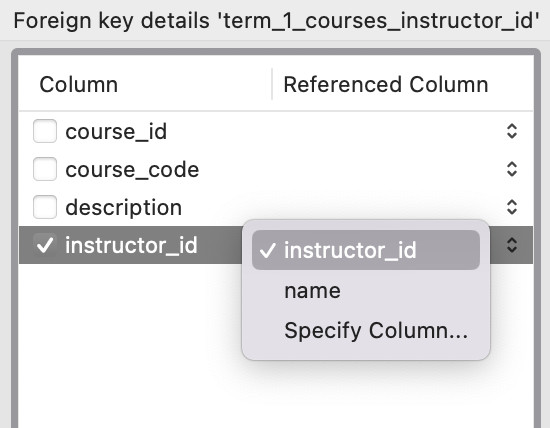 Foreign key details 'term_1_courses_instructor_id'
Column Referenced Column
course_id
course_code
description
instructor_id instructor_id
name
Specify Column...